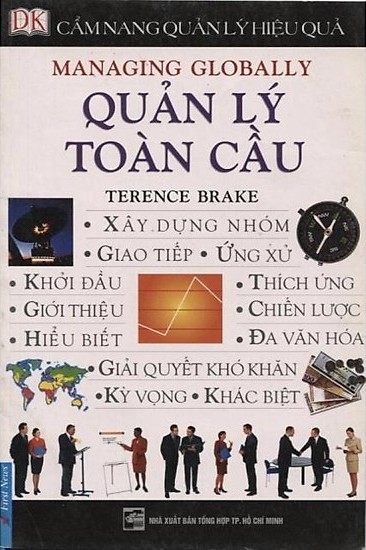 DK
CẨM NANG QUẢN LÝ HIỆU QUẢ
MANAGING GLOBALLY
QUẢN LÝ
TOÀN CẦU
TERENCE BRAKE
• XÂY DỰNG NHÓM
• GIAO TIẾP • ỨNG XỬ
• KHỞI ĐẦU
• THÍCH ỨNG
• GIỚI THIỆU
• CHIẾN LƯỢC
• HIỂU BIẾT
• ĐA VĂN HÓA
• GIẢI QUYẾT KHÓ KHĂN
• KỲ VỌNG • KHÁC BIỆT
First News
NHÀ XUẤT BẢN TỔNG HỢP TP. HỒ CHÍ MINH